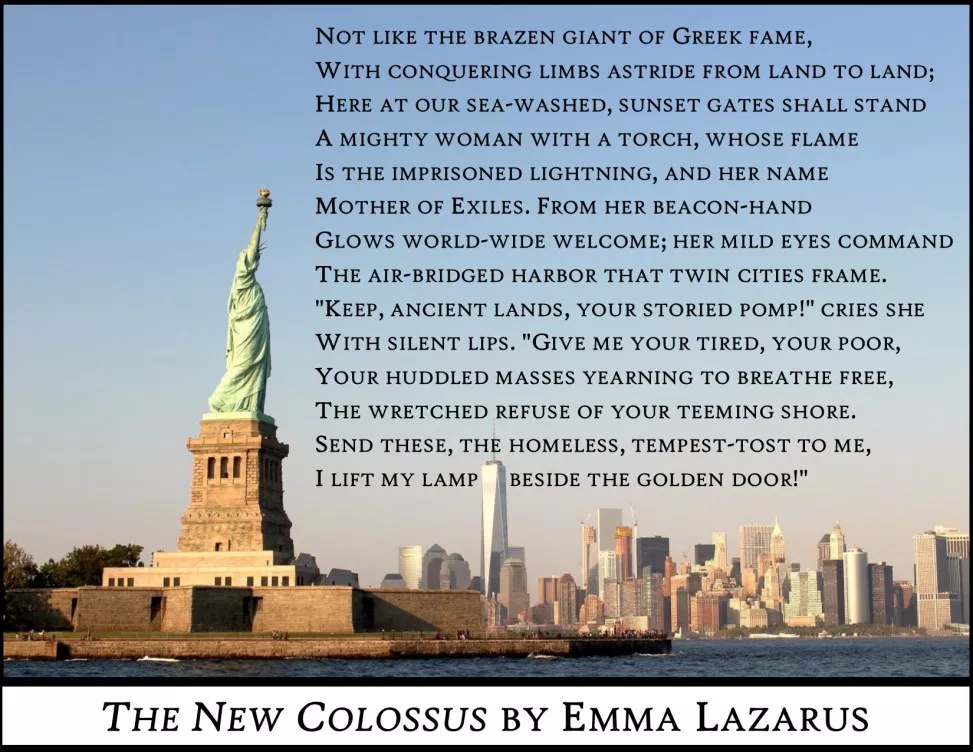 Not like the brazen giant of Greek fame,
With conquering limbs astride from land to land;
Here at our sea-washed, sunset gates shall stand
A mighty woman with a torch, whose flame
Is the imprisoned lightning, and her name
Mother of Exiles. From her beacon-hand
Glows world-wide welcome; her mild eyes command
The air-bridged harbor that twin cities frame.
"Keep, ancient lands, your storied pomp!" cries she
With silent lips. "Give me your tired, your poor,
Your huddled masses yearning to breathe free,
The wretched refuse of your teeming shore.
Send these, the homeless, tempest-tost to me,
I lift my lamp beside the golden door!"
The New Colossus by Emma Lazarus